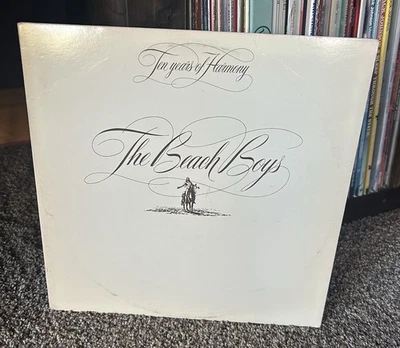 Ten years of Harmony
The Beach Boys